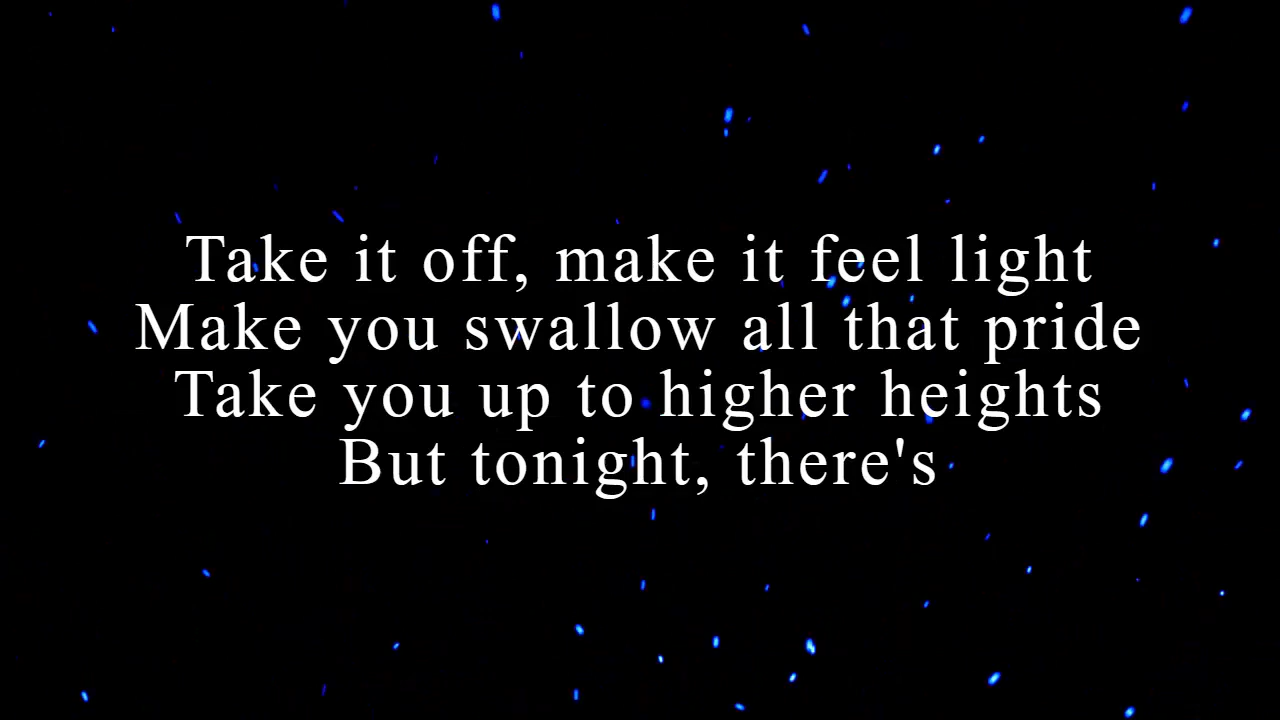 Take it off, make it feel light
Make you swallow all that pride
Take you up to higher heights
But tonight, there's